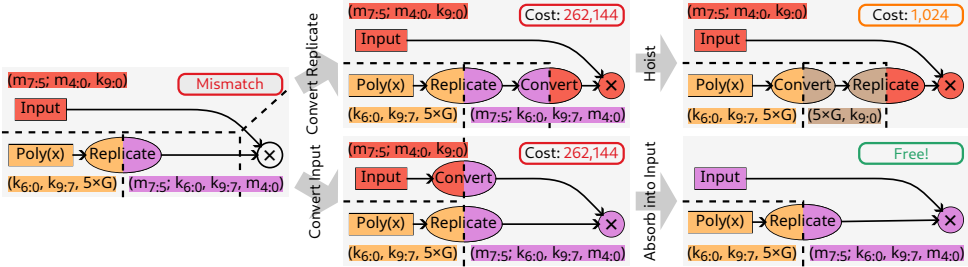 (m7:5; m4:0, k9:0)
Mismatch
Input
Poly(x)
Replicate
×
(k6:0, k9:7, 5×G)
(m7:5; k6:0, k9:7, m4:0)
Convert Replicate
(m7:5; m4:0, k9:0)
Cost: 262,144
Input
Poly(x)
Replicate
Convert
×
(k6:0, k9:7, 5×G)
(m7:5; k6:0, k9:7, m4:0)
Hoist
(m7:5; m4:0, k9:0)
Cost: 1,024
Input
Poly(x)
Convert
Replicate
×
(k6:0, k9:7, 5×G)
(5×G, k9:0)
Convert Input
(m7:5; m4:0, k9:0)
Cost: 262,144
Input
Convert
Poly(x)
Replicate
×
(k6:0, k9:7, 5×G)
(m7:5; k6:0, k9:7, m4:0)
Absorb into Input
Free!
Input
Poly(x)
Replicate
×
(k6:0, k9:7, 5×G)
(m7:5; k6:0, k9:7, m4:0)